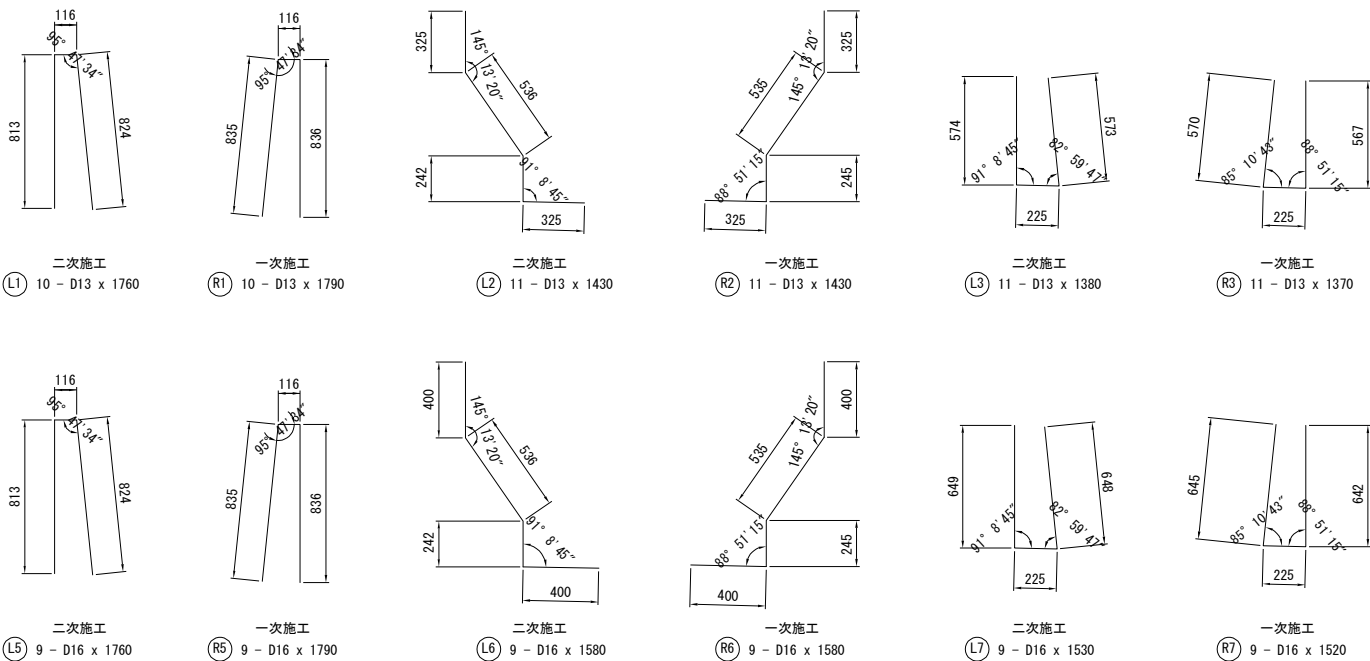 116
95° 47′34″
813
824
二次施工
L1 10 - D13 x 1760
116
95° 47′34″
835
836
一次施工
R1 10 - D13 x 1790
325
145° 13′20″
536
242
91° 8′45″
325
二次施工
L2 11 - D13 x 1430
325
145° 13′20″
535
245
88° 51′15″
325
一次施工
R2 11 - D13 x 1430
574
573
91° 8′45″
82° 59′47″
225
二次施工
L3 11 - D13 x 1380
570
567
85° 10′43″
88° 51′15″
225
一次施工
R3 11 - D13 x 1370
116
95° 47′34″
813
824
二次施工
L5 9 - D16 x 1760
116
95° 47′34″
835
836
一次施工
R5 9 - D16 x 1790
400
145° 13′20″
536
242
91° 8′45″
400
二次施工
L6 9 - D16 x 1580
400
145° 13′20″
535
245
88° 51′15″
400
一次施工
R6 9 - D16 x 1580
649
648
91° 8′45″
82° 59′47″
225
二次施工
L7 9 - D16 x 1530
645
642
85° 10′43″
88° 51′15″
225
一次施工
R7 9 - D16 x 1520